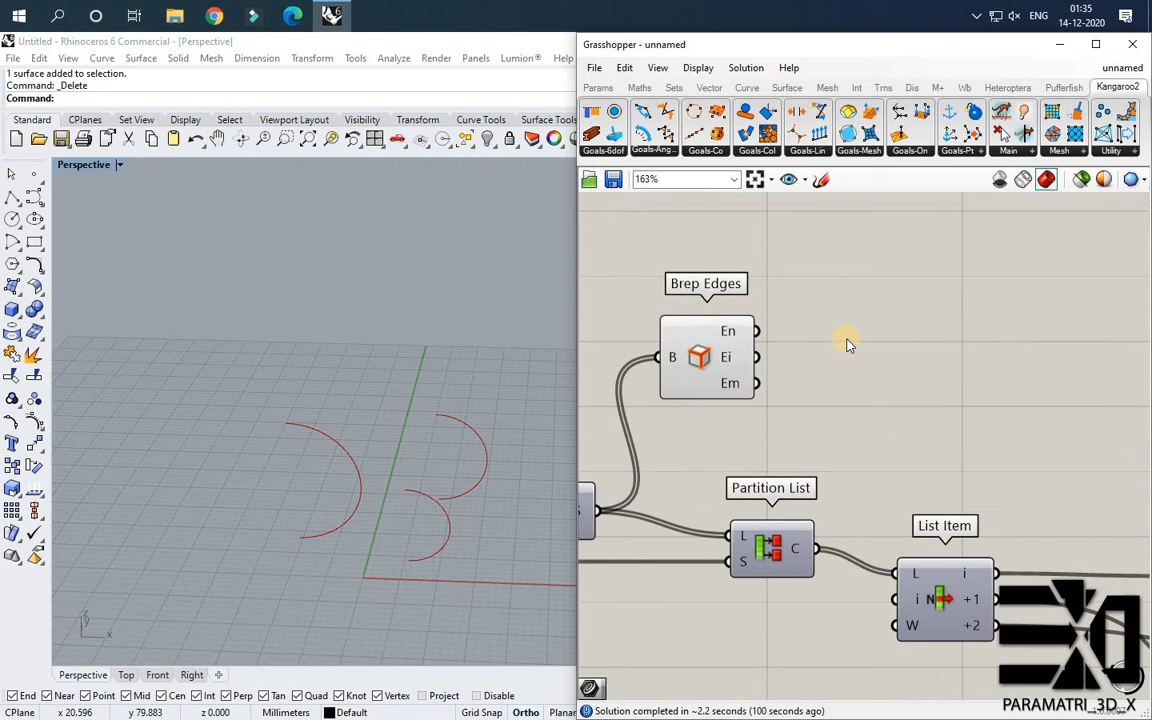 ENG
01:35
14-12-2020
Untitled - Rhinoceros 6 Commercial - [Perspective]
File Edit View Curve Surface Solid Mesh Dimension Transform Tools Analyze Render Lumion® Help
1 surface added to selection.
Command: _Delete
Command:
Standard CPlanes Set View Display Select Viewport Layout Visibility Transform Curve Tools Surface Tools
Perspective
z
y
x
Perspective Top Front Right
End Near Point Mid Cen Int Perp Tan Quad Knot Vertex Project Disable
CPlane x 20.596 y 79.883 z 0.000 Millimeters Default Grid Snap Ortho Planar
Grasshopper - unnamed
File Edit View Display Solution Help unnamed
Params Maths Sets Vector Curve Surface Mesh Int Trns Dis M+ Wb Heteroptera Pufferfish Kangaroo2
Goals-6dof Goals-Ang... Goals-Co Goals-Col Goals-Lin Goals-Mesh Goals-On Goals-Pt Main Mesh Utility
163%
Brep Edges
B
En
Ei
Em
S
Partition List
L
S
C
List Item
L i
i N +1
W +2
PARAMATRI_3D_X
Solution completed in ~2.2 seconds (100 seconds ago)